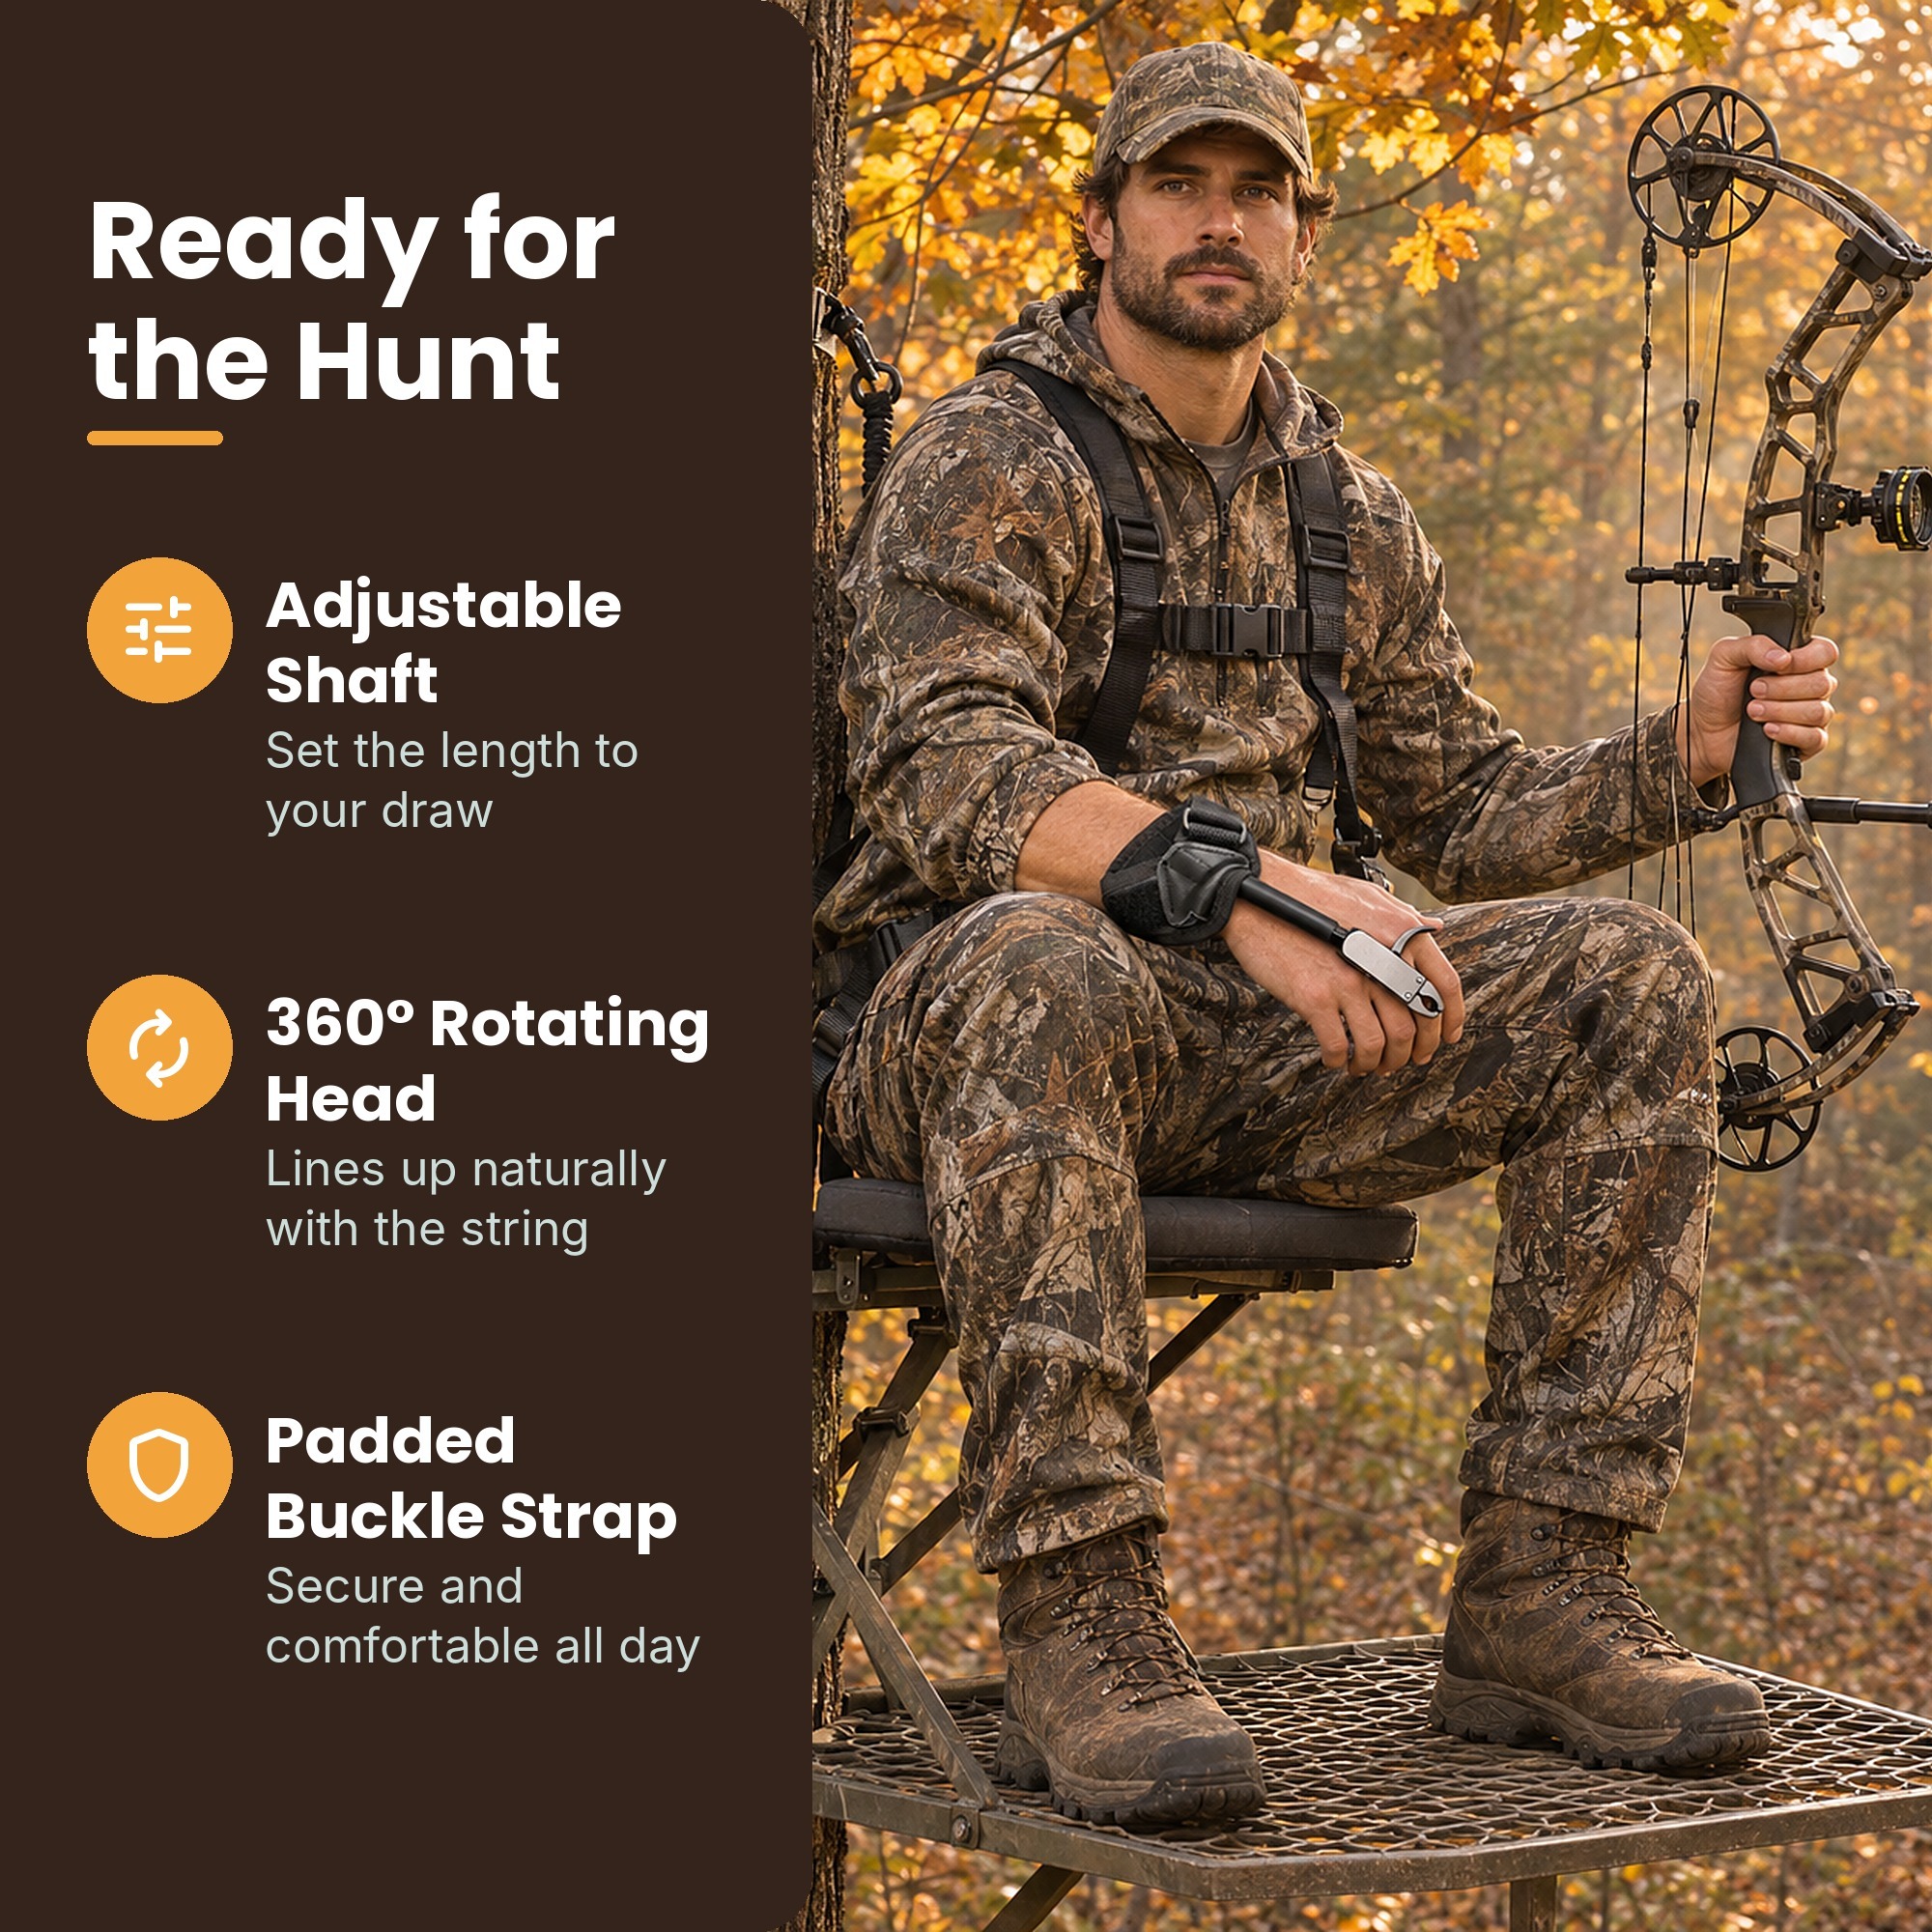 Ready for
the Hunt
Adjustable
Shaft
Set the length to
your draw
360° Rotating
Head
Lines up naturally
with the string
Padded
Buckle Strap
Secure and
comfortable all day